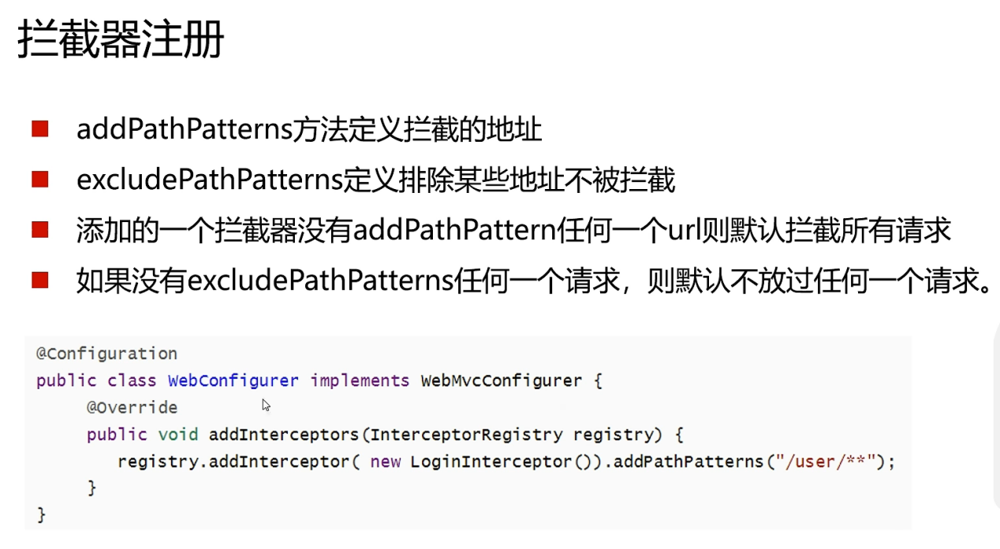 拦截器注册
addPathPatterns方法定义拦截的地址
excludePathPatterns定义排除某些地址不被拦截
添加的一个拦截器没有addPathPattern任何一个url则默认拦截所有请求
如果没有excludePathPatterns任何一个请求，则默认不放过任何一个请求。
@Configuration
public class WebConfigurer implements WebMvcConfigurer {
@Override
public void addInterceptors(InterceptorRegistry registry) {
registry.addInterceptor( new LoginInterceptor()).addPathPatterns("/user/**");
}
}